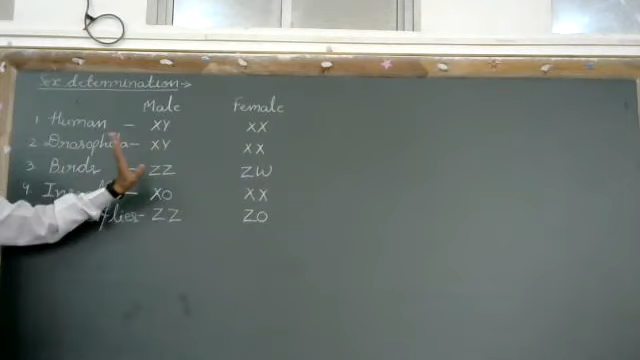 Sex determination→
Male Female
1 Human – XY XX
2 Drosophila– XY XX
3 Birds – ZZ ZW
4. – XO XX
flies– ZZ ZO